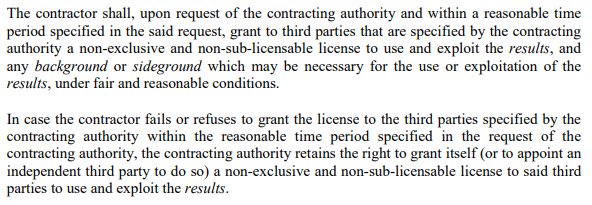 The contractor shall, upon request of the contracting authority and within a reasonable time
period specified in the said request, grant to third parties that are specified by the contracting
authority a non-exclusive and non-sub-licensable license to use and exploit the results, and
any background or sideground which may be necessary for the use or exploitation of the
results, under fair and reasonable conditions.
In case the contractor fails or refuses to grant the license to the third parties specified by the
contracting authority within the reasonable time period specified in the request of the
contracting authority, the contracting authority retains the right to grant itself (or to appoint an
independent third party to do so) a non-exclusive and non-sub-licensable license to said third
parties to use and exploit the results.